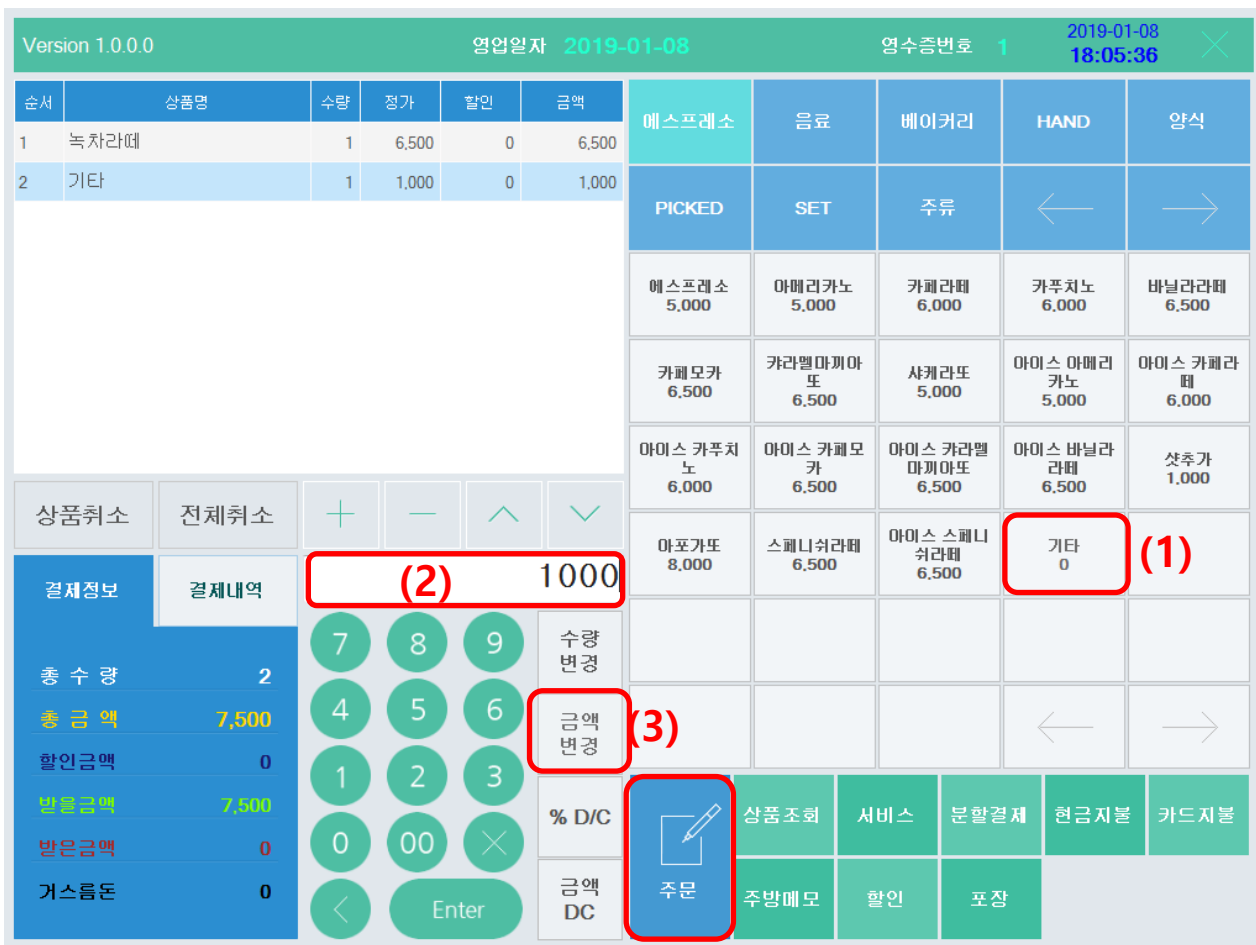 Version 1.0.0.0
영업일자 2019-01-08
영수증번호 1
2019-01-08
18:05:36
순서 상품명 수량 정가 할인 금액
1 녹차라떼 1 6,500 0 6,500
2 기타 1 1,000 0 1,000
에스프레소 음료 베이커리 HAND 양식
PICKED SET 주류
에스프레소
5,000
아메리카노
5,000
카페라떼
6,000
카푸치노
6,000
바닐라라떼
6,500
카페모카
6,500
캬라멜마끼아
또
6,500
샤케라또
5,000
아이스 아메리
카노
5,000
아이스 카페라
떼
6,000
아이스 카푸치
노
6,000
아이스 카페모
카
6,500
아이스 캬라멜
마끼아또
6,500
아이스 바닐라
라떼
6,500
샷추가
1,000
아포가또
8,000
스페니쉬라떼
6,500
아이스 스페니
쉬라떼
6,500
기타
0
(1)
상품취소 전체취소
결제정보 결제내역
(2) 1000
총 수 량 2
총 금 액 7,500
할인금액 0
받을금액 7,500
받은금액 0
거스름돈 0
7 8 9
4 5 6
1 2 3
0 00
Enter
수량
변경
금액
변경
(3)
% D/C
금액
DC
주문
상품조회 서비스 분할결제 현금지불 카드지불
주방메모 할인 포장